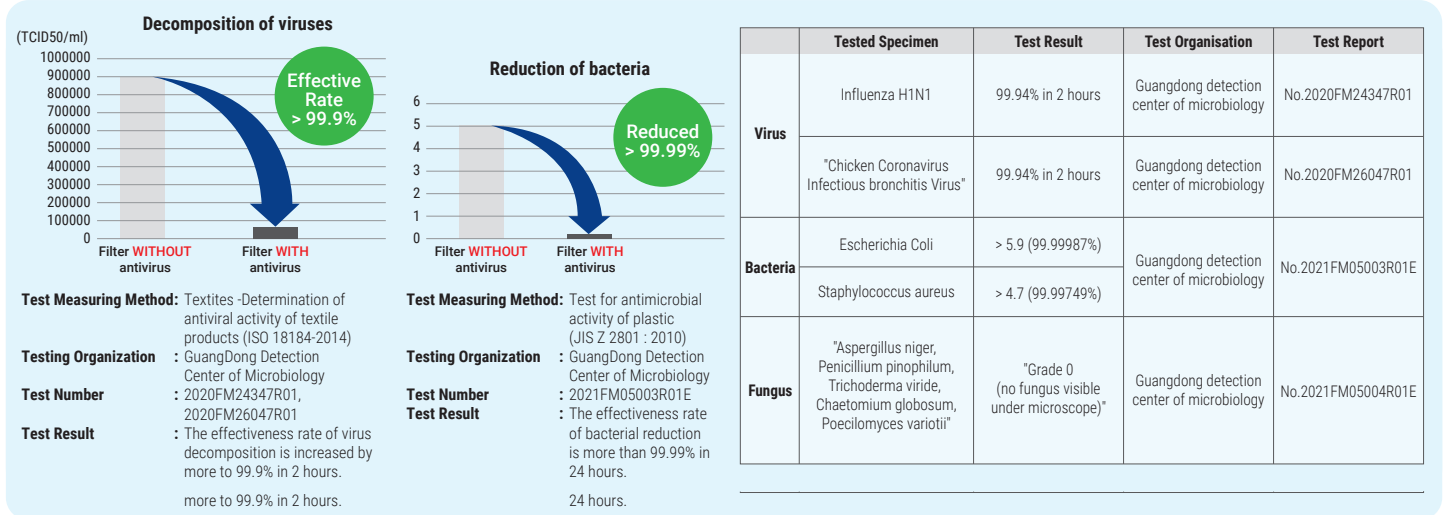 Decomposition of viruses
(TCID50/ml)
1000000
900000
800000
700000
600000
500000
400000
300000
200000
100000
0
Effective
Rate
> 99.9%
Filter WITHOUT
antivirus
Filter WITH
antivirus
Test Measuring Method: Textites -Determination of
antiviral activity of textile
products (ISO 18184-2014)
Testing Organization : GuangDong Detection
Center of Microbiology
Test Number : 2020FM24347R01,
2020FM26047R01
Test Result : The effectiveness rate of virus
decomposition is increased by
more to 99.9% in 2 hours.
more to 99.9% in 2 hours.
Reduction of bacteria
6
5
4
3
2
1
0
Reduced
> 99.99%
Filter WITHOUT
antivirus
Filter WITH
antivirus
Test Measuring Method: Test for antimicrobial
activity of plastic
(JIS Z 2801 : 2010)
Testing Organization : GuangDong Detection
Center of Microbiology
Test Number : 2021FM05003R01E
Test Result : The effectiveness rate
of bacterial reduction
is more than 99.99% in
24 hours.
24 hours.
Tested Specimen Test Result Test Organisation Test Report
Virus
Influenza H1N1 99.94% in 2 hours Guangdong detection
center of microbiology No.2020FM24347R01
"Chicken Coronavirus
Infectious bronchitis Virus" 99.94% in 2 hours Guangdong detection
center of microbiology No.2020FM26047R01
Bacteria
Escherichia Coli > 5.9 (99.99987%)
Staphylococcus aureus > 4.7 (99.99749%)
Guangdong detection
center of microbiology No.2021FM05003R01E
Fungus
"Aspergillus niger,
Penicillium pinophilum,
Trichoderma viride,
Chaetomium globosum,
Poecilomyces variotii"
"Grade 0
(no fungus visible
under microscope)"
Guangdong detection
center of microbiology No.2021FM05004R01E